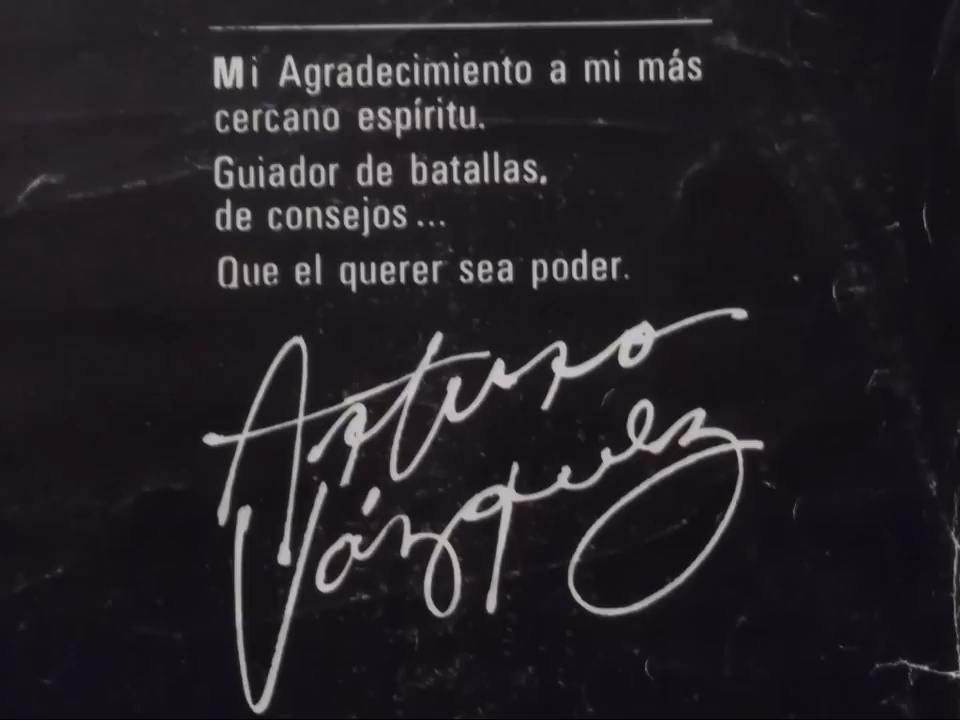 Mi Agradecimiento a mi más
cercano espíritu.
Guiador de batallas,
de consejos...
Que el querer sea poder.
Arturo
Vázquez